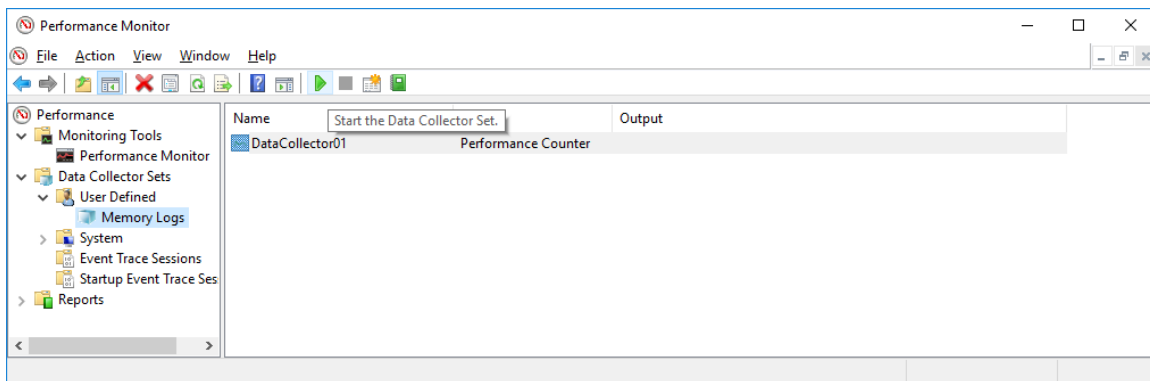 Performance Monitor
File Action View Window Help
Performance
Monitoring Tools
Performance Monitor
Data Collector Sets
User Defined
Memory Logs
System
Event Trace Sessions
Startup Event Trace Ses
Reports
Name Output
Start the Data Collector Set.
DataCollector01 Performance Counter